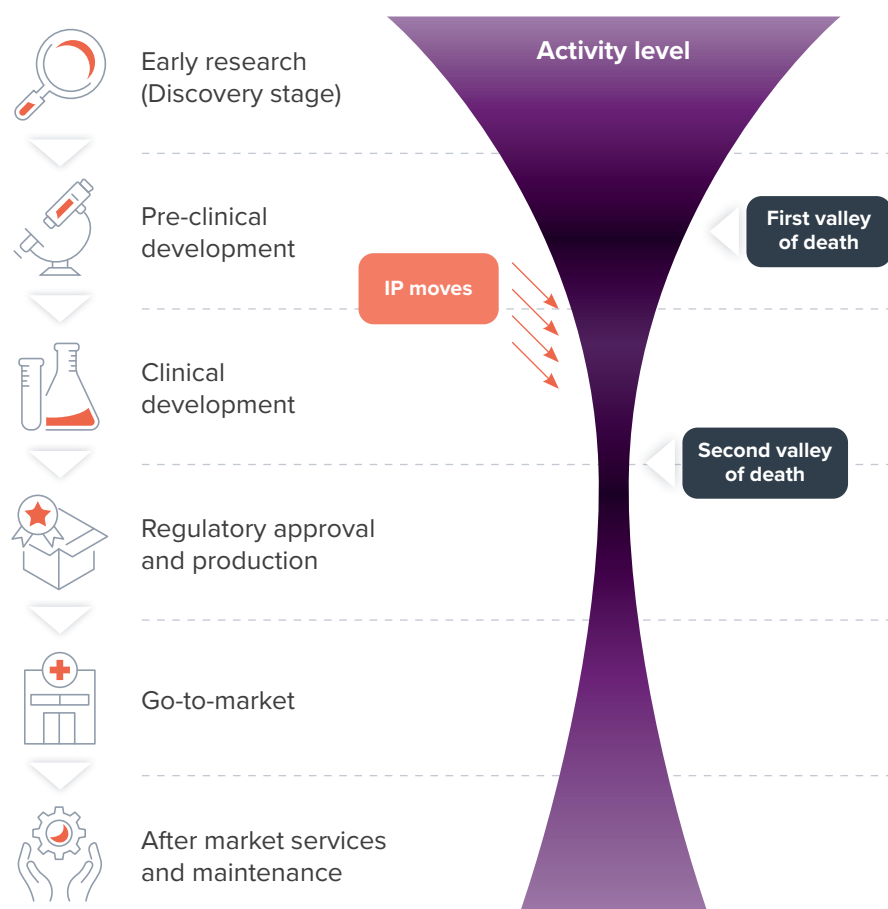 Activity level
Early research
(Discovery stage)
Pre-clinical
development
First valley
of death
IP moves
Clinical
development
Second valley
of death
Regulatory approval
and production
Go-to-market
After market services
and maintenance